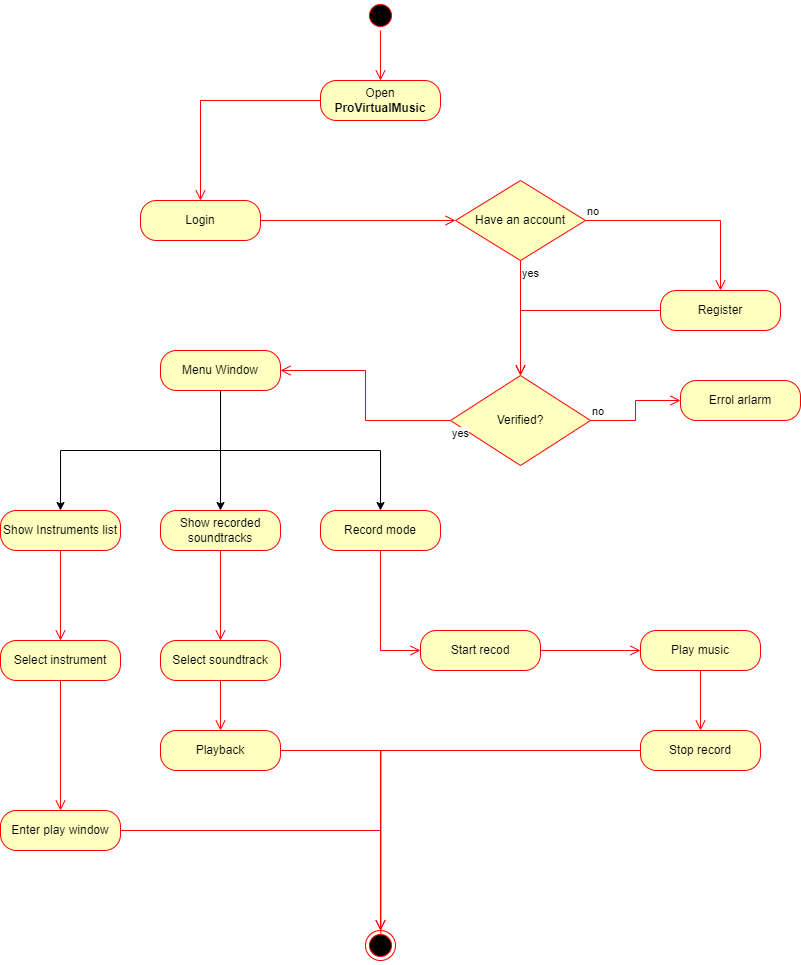 Open
ProVirtualMusic
Login
Have an account
no
yes
Register
Menu Window
Verified?
no
yes
Errol arlarm
Show Instruments list
Show recorded
soundtracks
Record mode
Select instrument
Select soundtrack
Start recod
Play music
Playback
Stop record
Enter play window